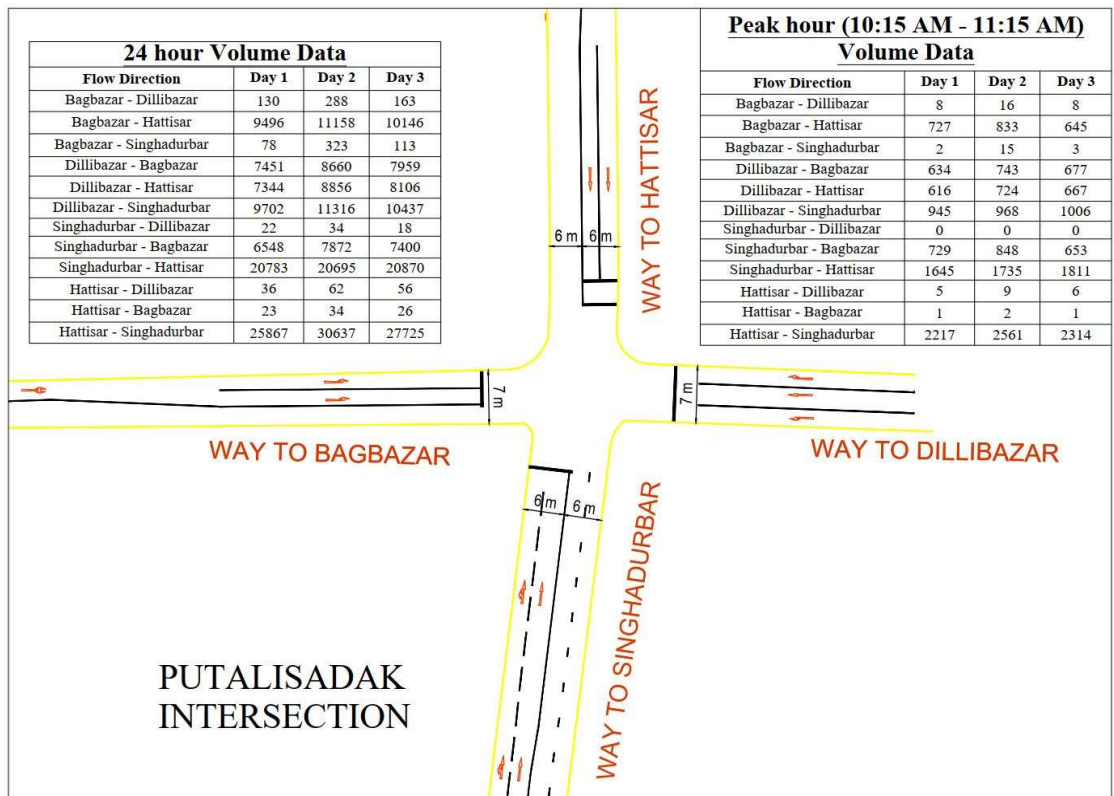 24 hour Volume Data
Flow Direction Day 1 Day 2 Day 3
Bagbazar - Dillibazar 130 288 163
Bagbazar - Hattisar 9496 11158 10146
Bagbazar - Singhadurbar 78 323 113
Dillibazar - Bagbazar 7451 8660 7959
Dillibazar - Hattisar 7344 8856 8106
Dillibazar - Singhadurbar 9702 11316 10437
Singhadurbar - Dillibazar 22 34 18
Singhadurbar - Bagbazar 6548 7872 7400
Singhadurbar - Hattisar 20783 20695 20870
Hattisar - Dillibazar 36 62 56
Hattisar - Bagbazar 23 34 26
Hattisar - Singhadurbar 25867 30637 27725
Peak hour (10:15 AM - 11:15 AM)
Volume Data
Flow Direction Day 1 Day 2 Day 3
Bagbazar - Dillibazar 8 16 8
Bagbazar - Hattisar 727 833 645
Bagbazar - Singhadurbar 2 15 3
Dillibazar - Bagbazar 634 743 677
Dillibazar - Hattisar 616 724 667
Dillibazar - Singhadurbar 945 968 1006
Singhadurbar - Dillibazar 0 0 0
Singhadurbar - Bagbazar 729 848 653
Singhadurbar - Hattisar 1645 1735 1811
Hattisar - Dillibazar 5 9 6
Hattisar - Bagbazar 1 2 1
Hattisar - Singhadurbar 2217 2561 2314
WAY TO HATTISAR
6 m 6 m
7 m
7 m
WAY TO BAGBAZAR
WAY TO DILLIBAZAR
6 m 6 m
WAY TO SINGHADURBAR
PUTALISADAK
INTERSECTION